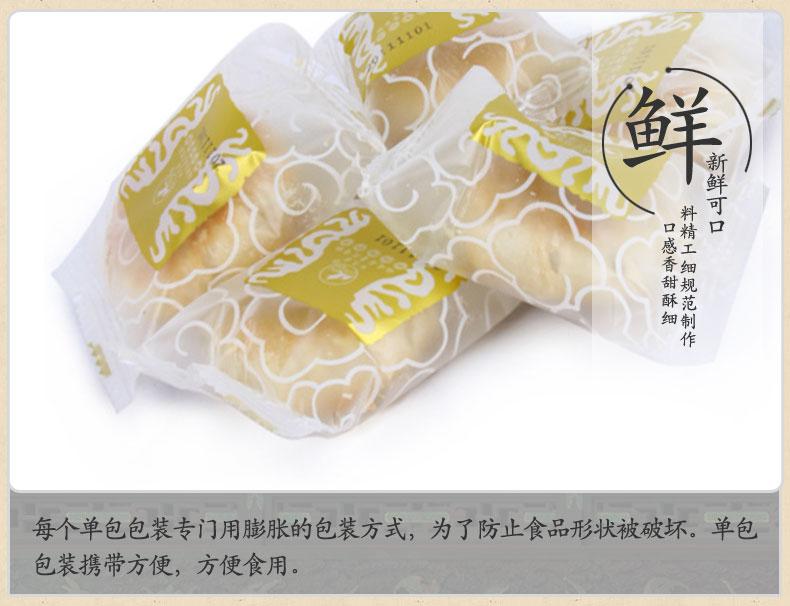 鲜
新鲜可口
料精工细规范制作
口感香甜酥细
每个单包包装专门用膨胀的包装方式，为了防止食品形状被破坏。单包
包装携带方便，方便食用。